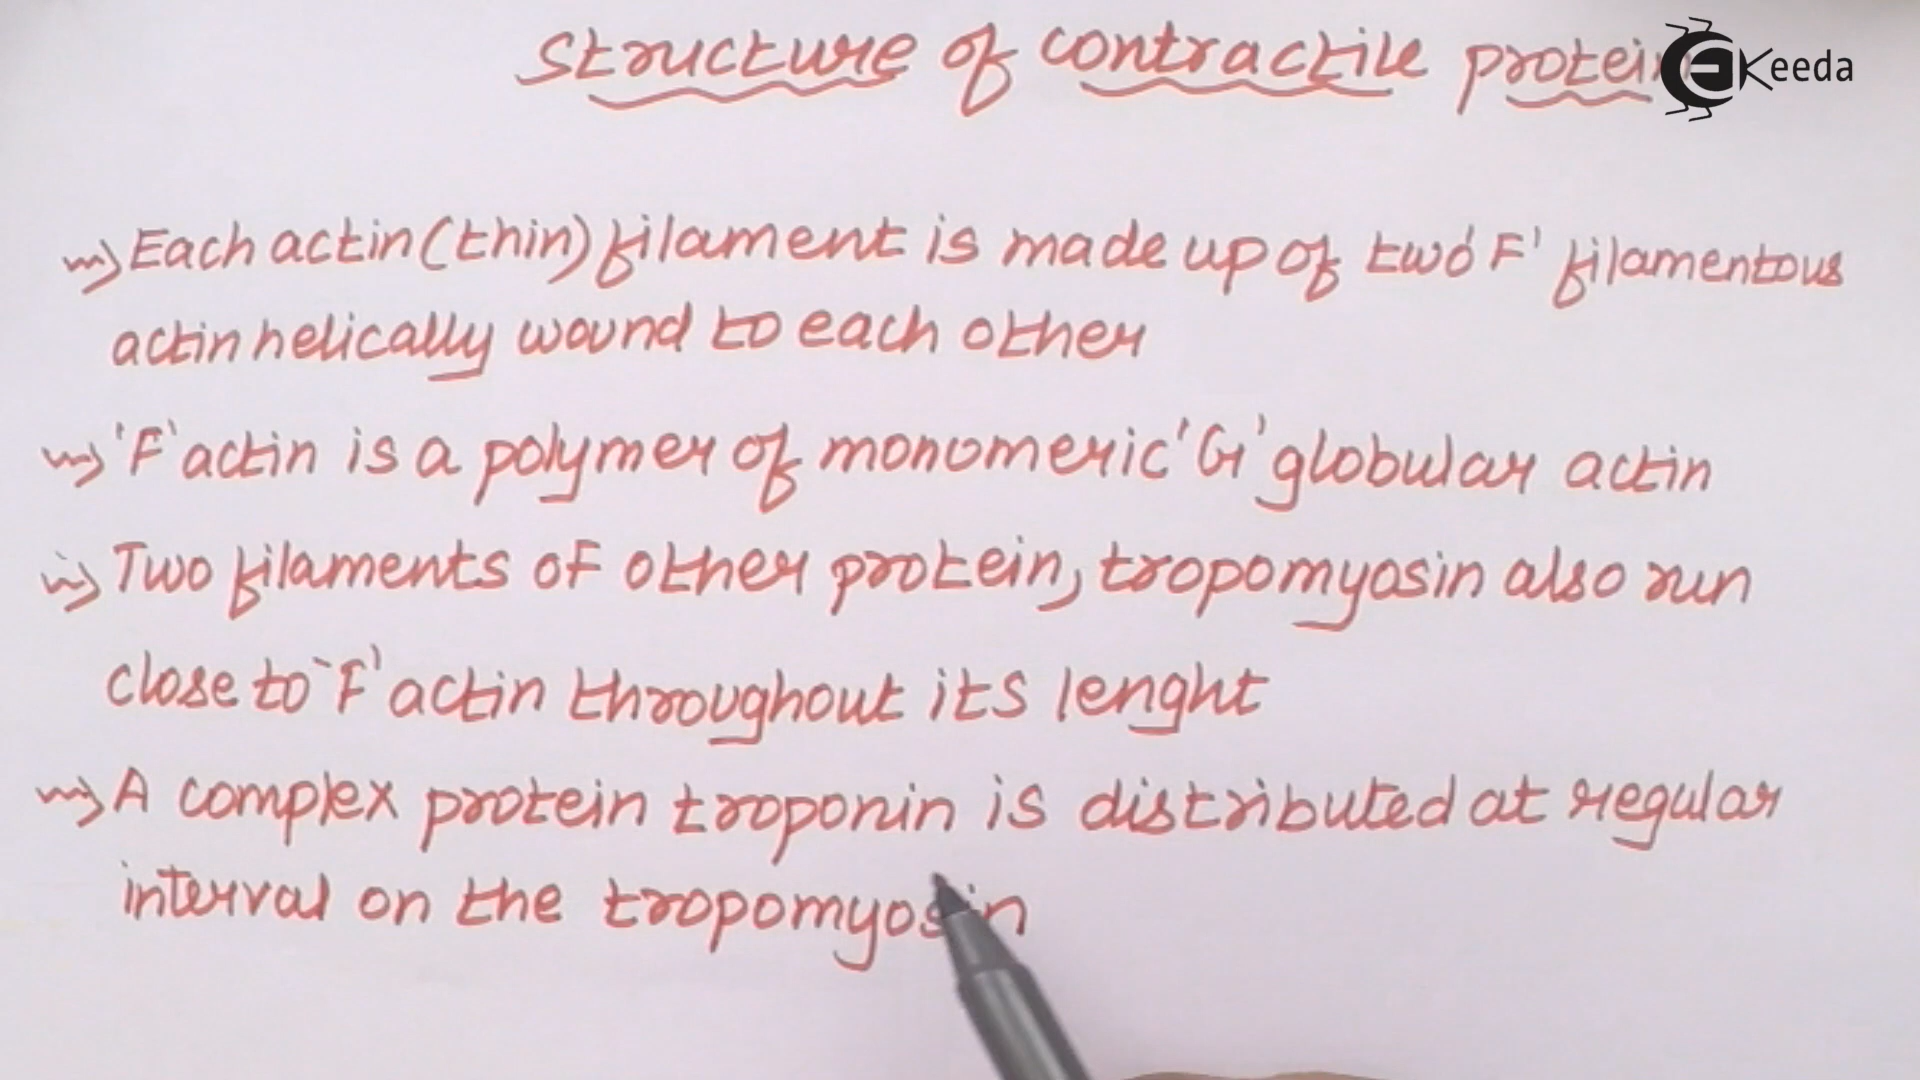 Structure of contractile protein
Keeda
Each actin (thin) filament is made up of two 'F' filamentous
actin helically wound to each other
'F' actin is a polymer of monomeric 'G' globular actin
Two filaments of other protein, tropomyosin also run
close to 'F' actin throughout its lenght
A complex protein troponin is distributed at regular
interval on the tropomyosin